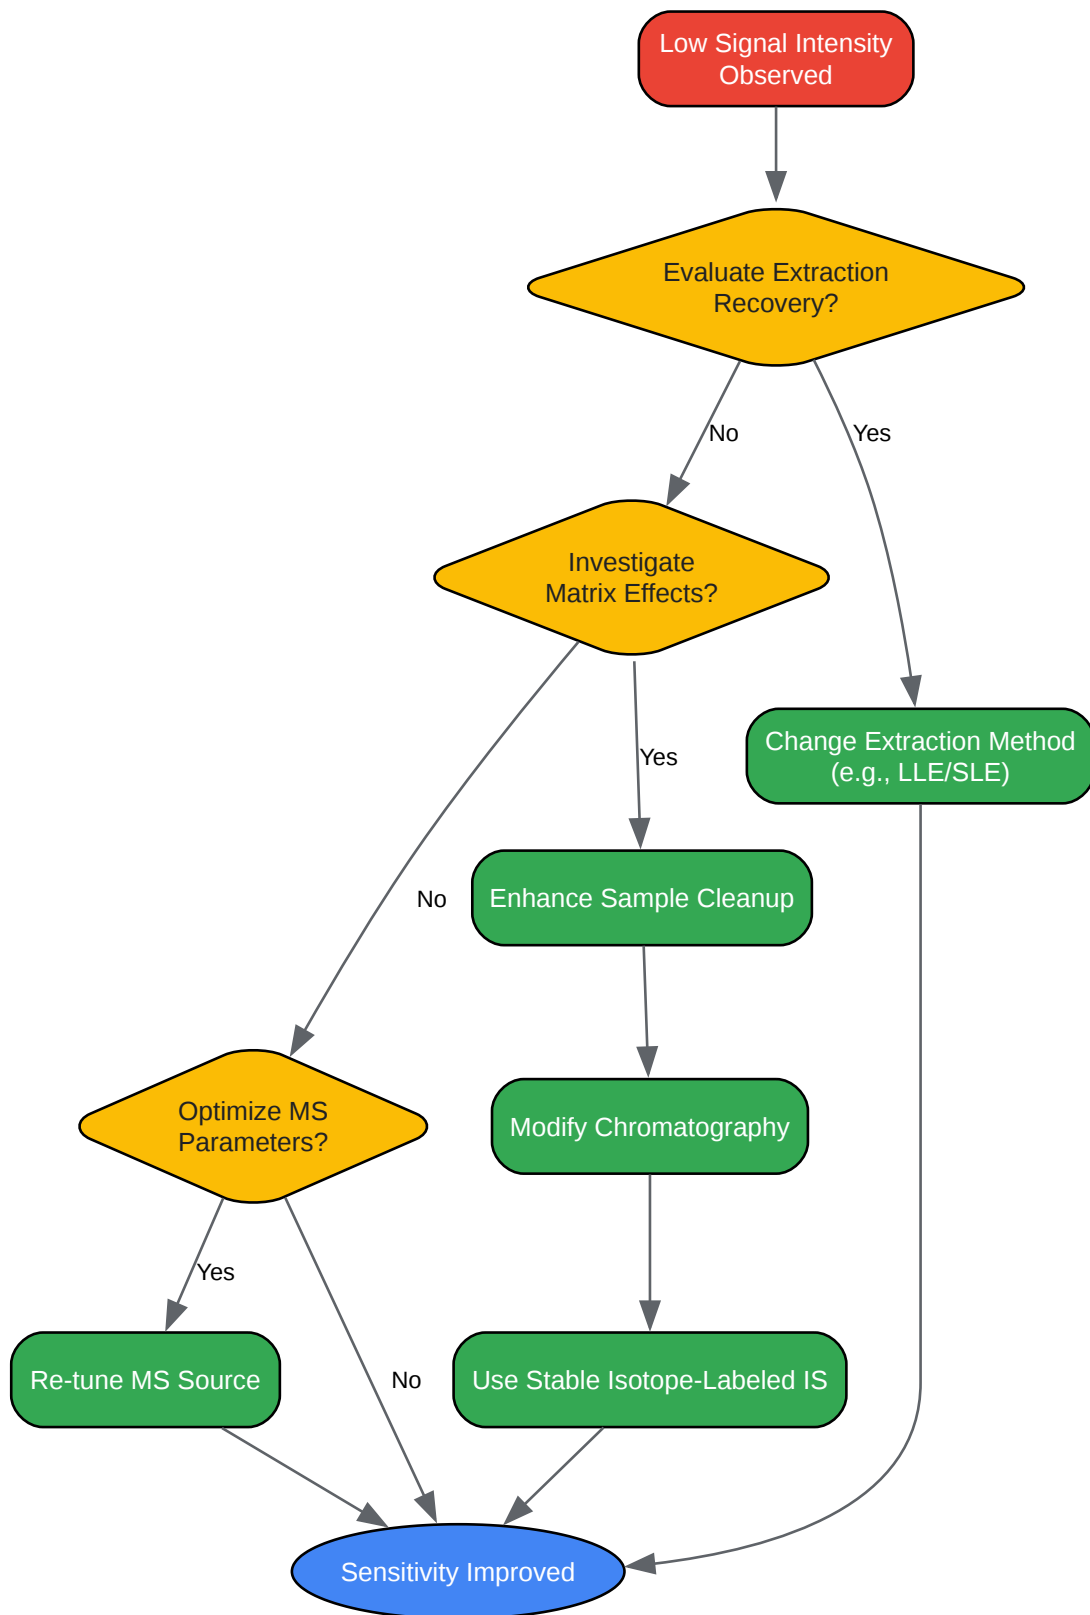 Low Signal Intensity
Observed
Evaluate Extraction
Recovery?
No
Yes
Investigate
Matrix Effects?
Change Extraction Method
(e.g., LLE/SLE)
Yes
No
Enhance Sample Cleanup
Optimize MS
Parameters?
Modify Chromatography
Yes
No
Re-tune MS Source
Use Stable Isotope-Labeled IS
Sensitivity Improved